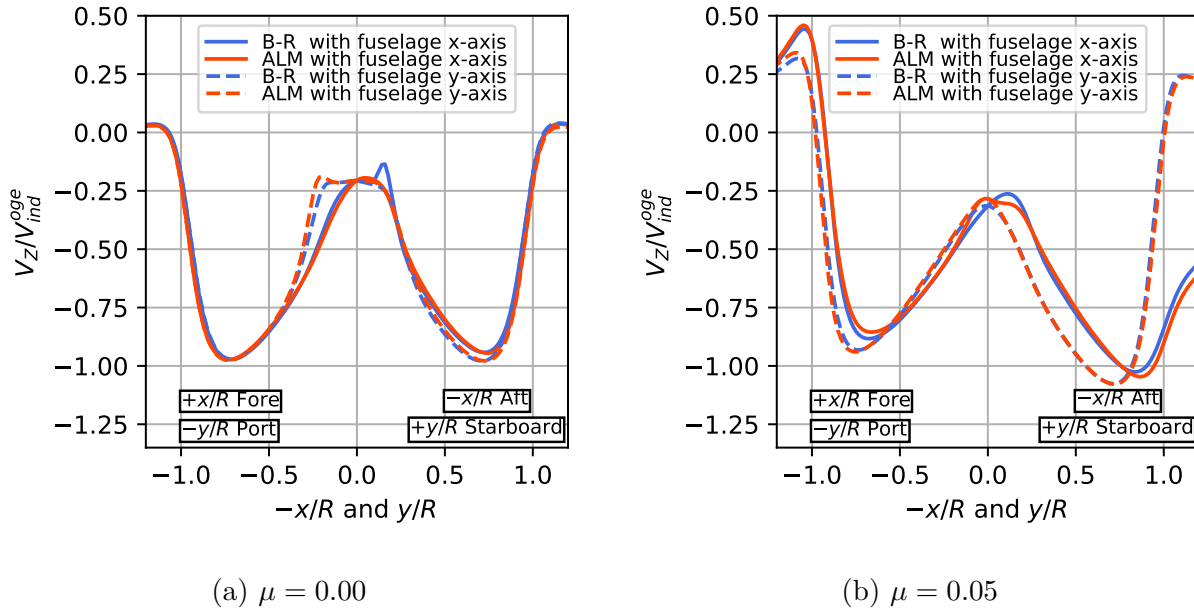 0.50
0.25
0.00
−0.25
−0.50
−0.75
−1.00
−1.25
V_Z/V_ind^oge
B-R with fuselage x-axis
ALM with fuselage x-axis
B-R with fuselage y-axis
ALM with fuselage y-axis
+x/R Fore
−x/R Aft
−y/R Port
+y/R Starboard
−1.0 −0.5 0.0 0.5 1.0
−x/R and y/R
(a) μ = 0.00
0.50
0.25
0.00
−0.25
−0.50
−0.75
−1.00
−1.25
V_Z/V_ind^oge
B-R with fuselage x-axis
ALM with fuselage x-axis
B-R with fuselage y-axis
ALM with fuselage y-axis
+x/R Fore
−x/R Aft
−y/R Port
+y/R Starboard
−1.0 −0.5 0.0 0.5 1.0
−x/R and y/R
(b) μ = 0.05